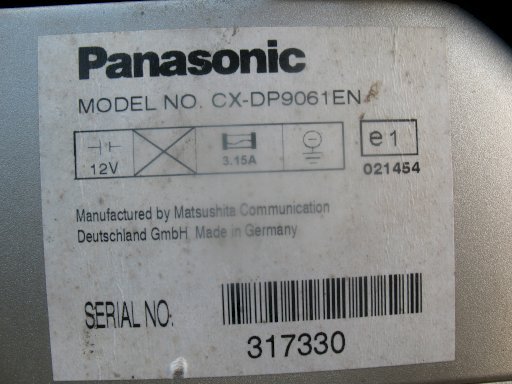 Panasonic
MODEL NO. CX-DP9061EN
12V
3.15A
e1
021454
Manufactured by Matsushita Communication
Deutschland GmbH Made in Germany
SERIAL NO:
317330